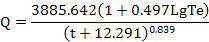 Q = 3885.642(1 + 0.497LgTe) / (t + 12.291)^0.839